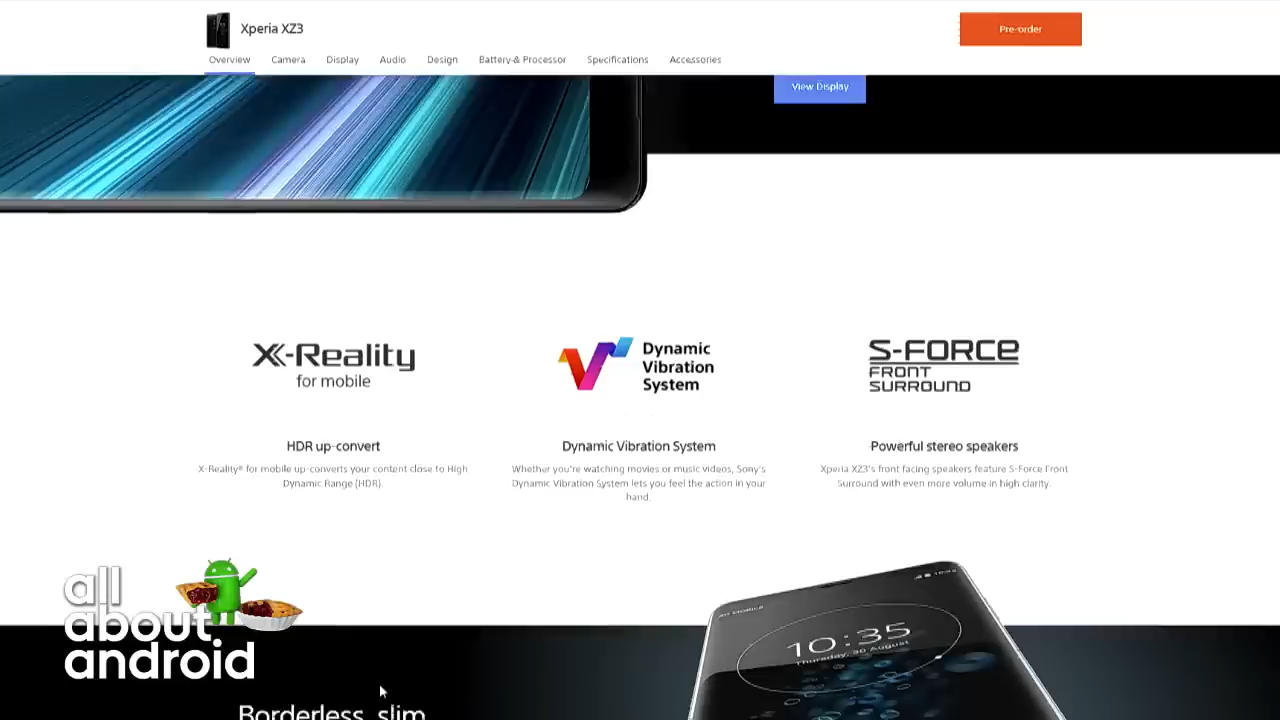 Xperia XZ3
Pre-order
Overview Camera Display Audio Design Battery & Processor Specifications Accessories
View Display
X-Reality
for mobile
Dynamic
Vibration
System
S-FORCE
FRONT
SURROUND
HDR up-convert
X-Reality® for mobile up-converts your content close to High
Dynamic Range (HDR).
Dynamic Vibration System
Whether you're watching movies or music videos, Sony's
Dynamic Vibration System lets you feel the action in your
hand.
Powerful stereo speakers
Xperia XZ3's front facing speakers feature S-Force Front
Surround with even more volume in high clarity.
all
about
android
10:35
Thursday, 30 August
Borderless, slim